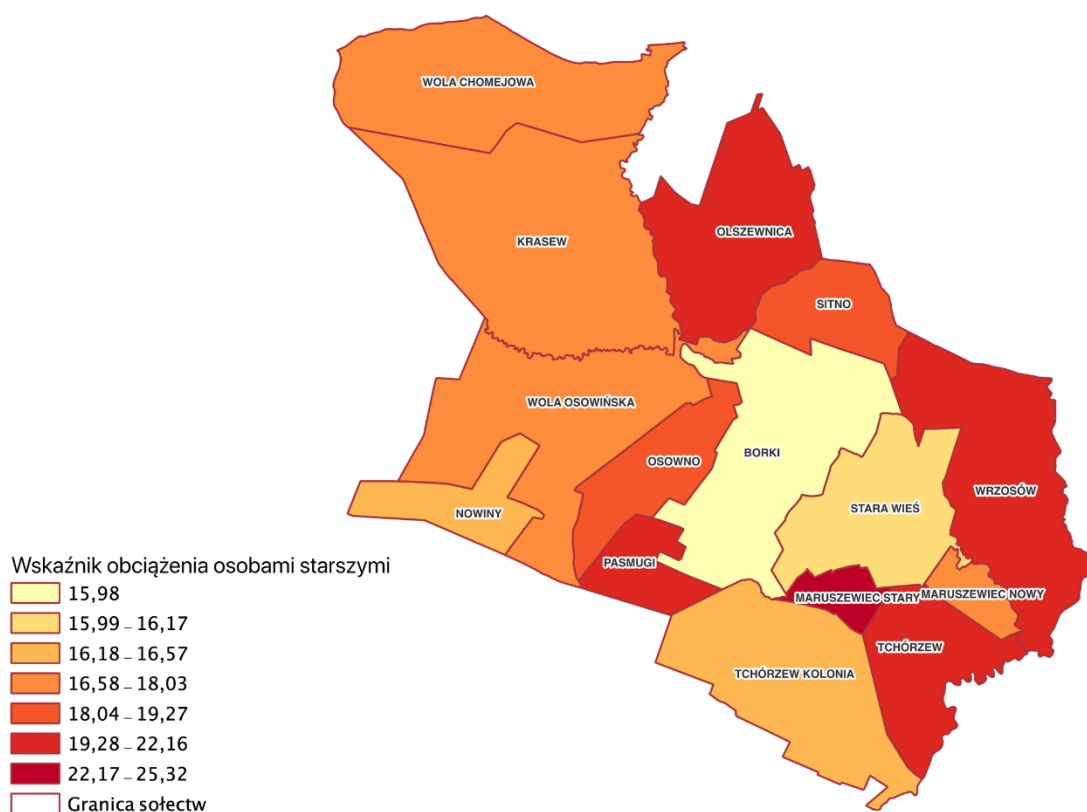 WOLA CHOMEJOWA
KRASEW
OLSZEWNICA
SITNO
WOLA OSOWIŃSKA
OSOWNO
BORKI
WRZOSÓW
STARA WIEŚ
NOWINY
PASMUGI
MARUSZEWIEC STARY
MARUSZEWIEC NOWY
TCHÓRZEW
TCHÓRZEW KOLONIA
Wskaźnik obciążenia osobami starszymi
15,98
15,99 – 16,17
16,18 – 16,57
16,58 – 18,03
18,04 – 19,27
19,28 – 22,16
22,17 – 25,32
Granica sołectw